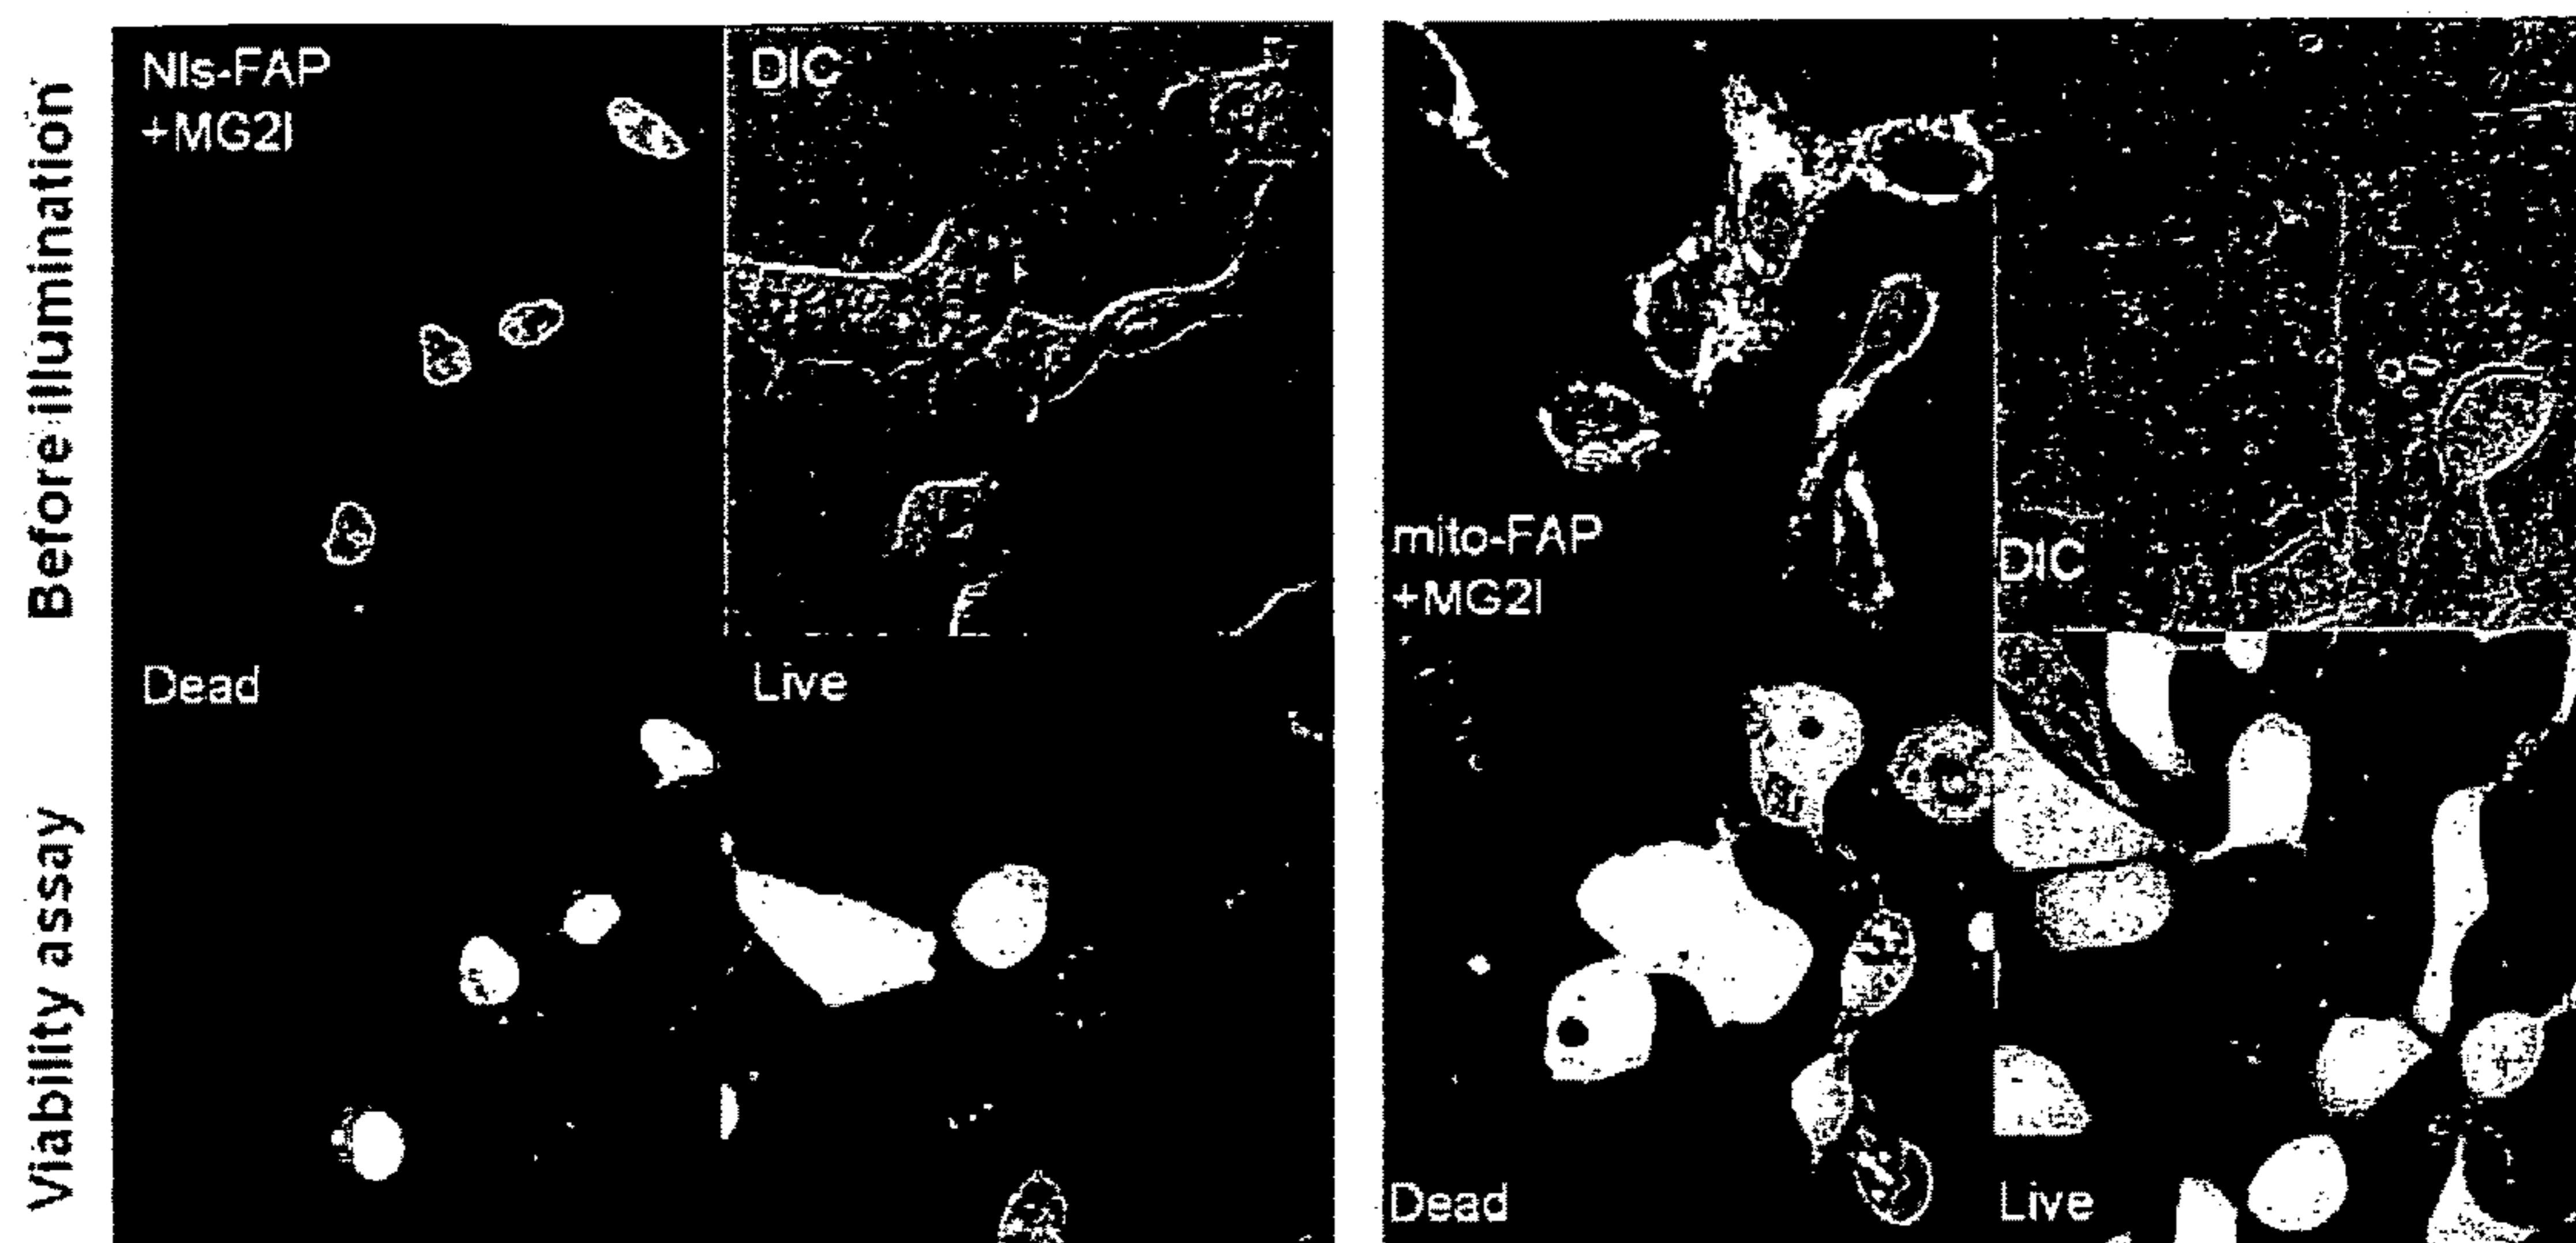 Before illumination
Nls-FAP
+MG2I
DIC
mito-FAP
+MG2I
DIC
Viability assay
Dead
Live
Dead
Live